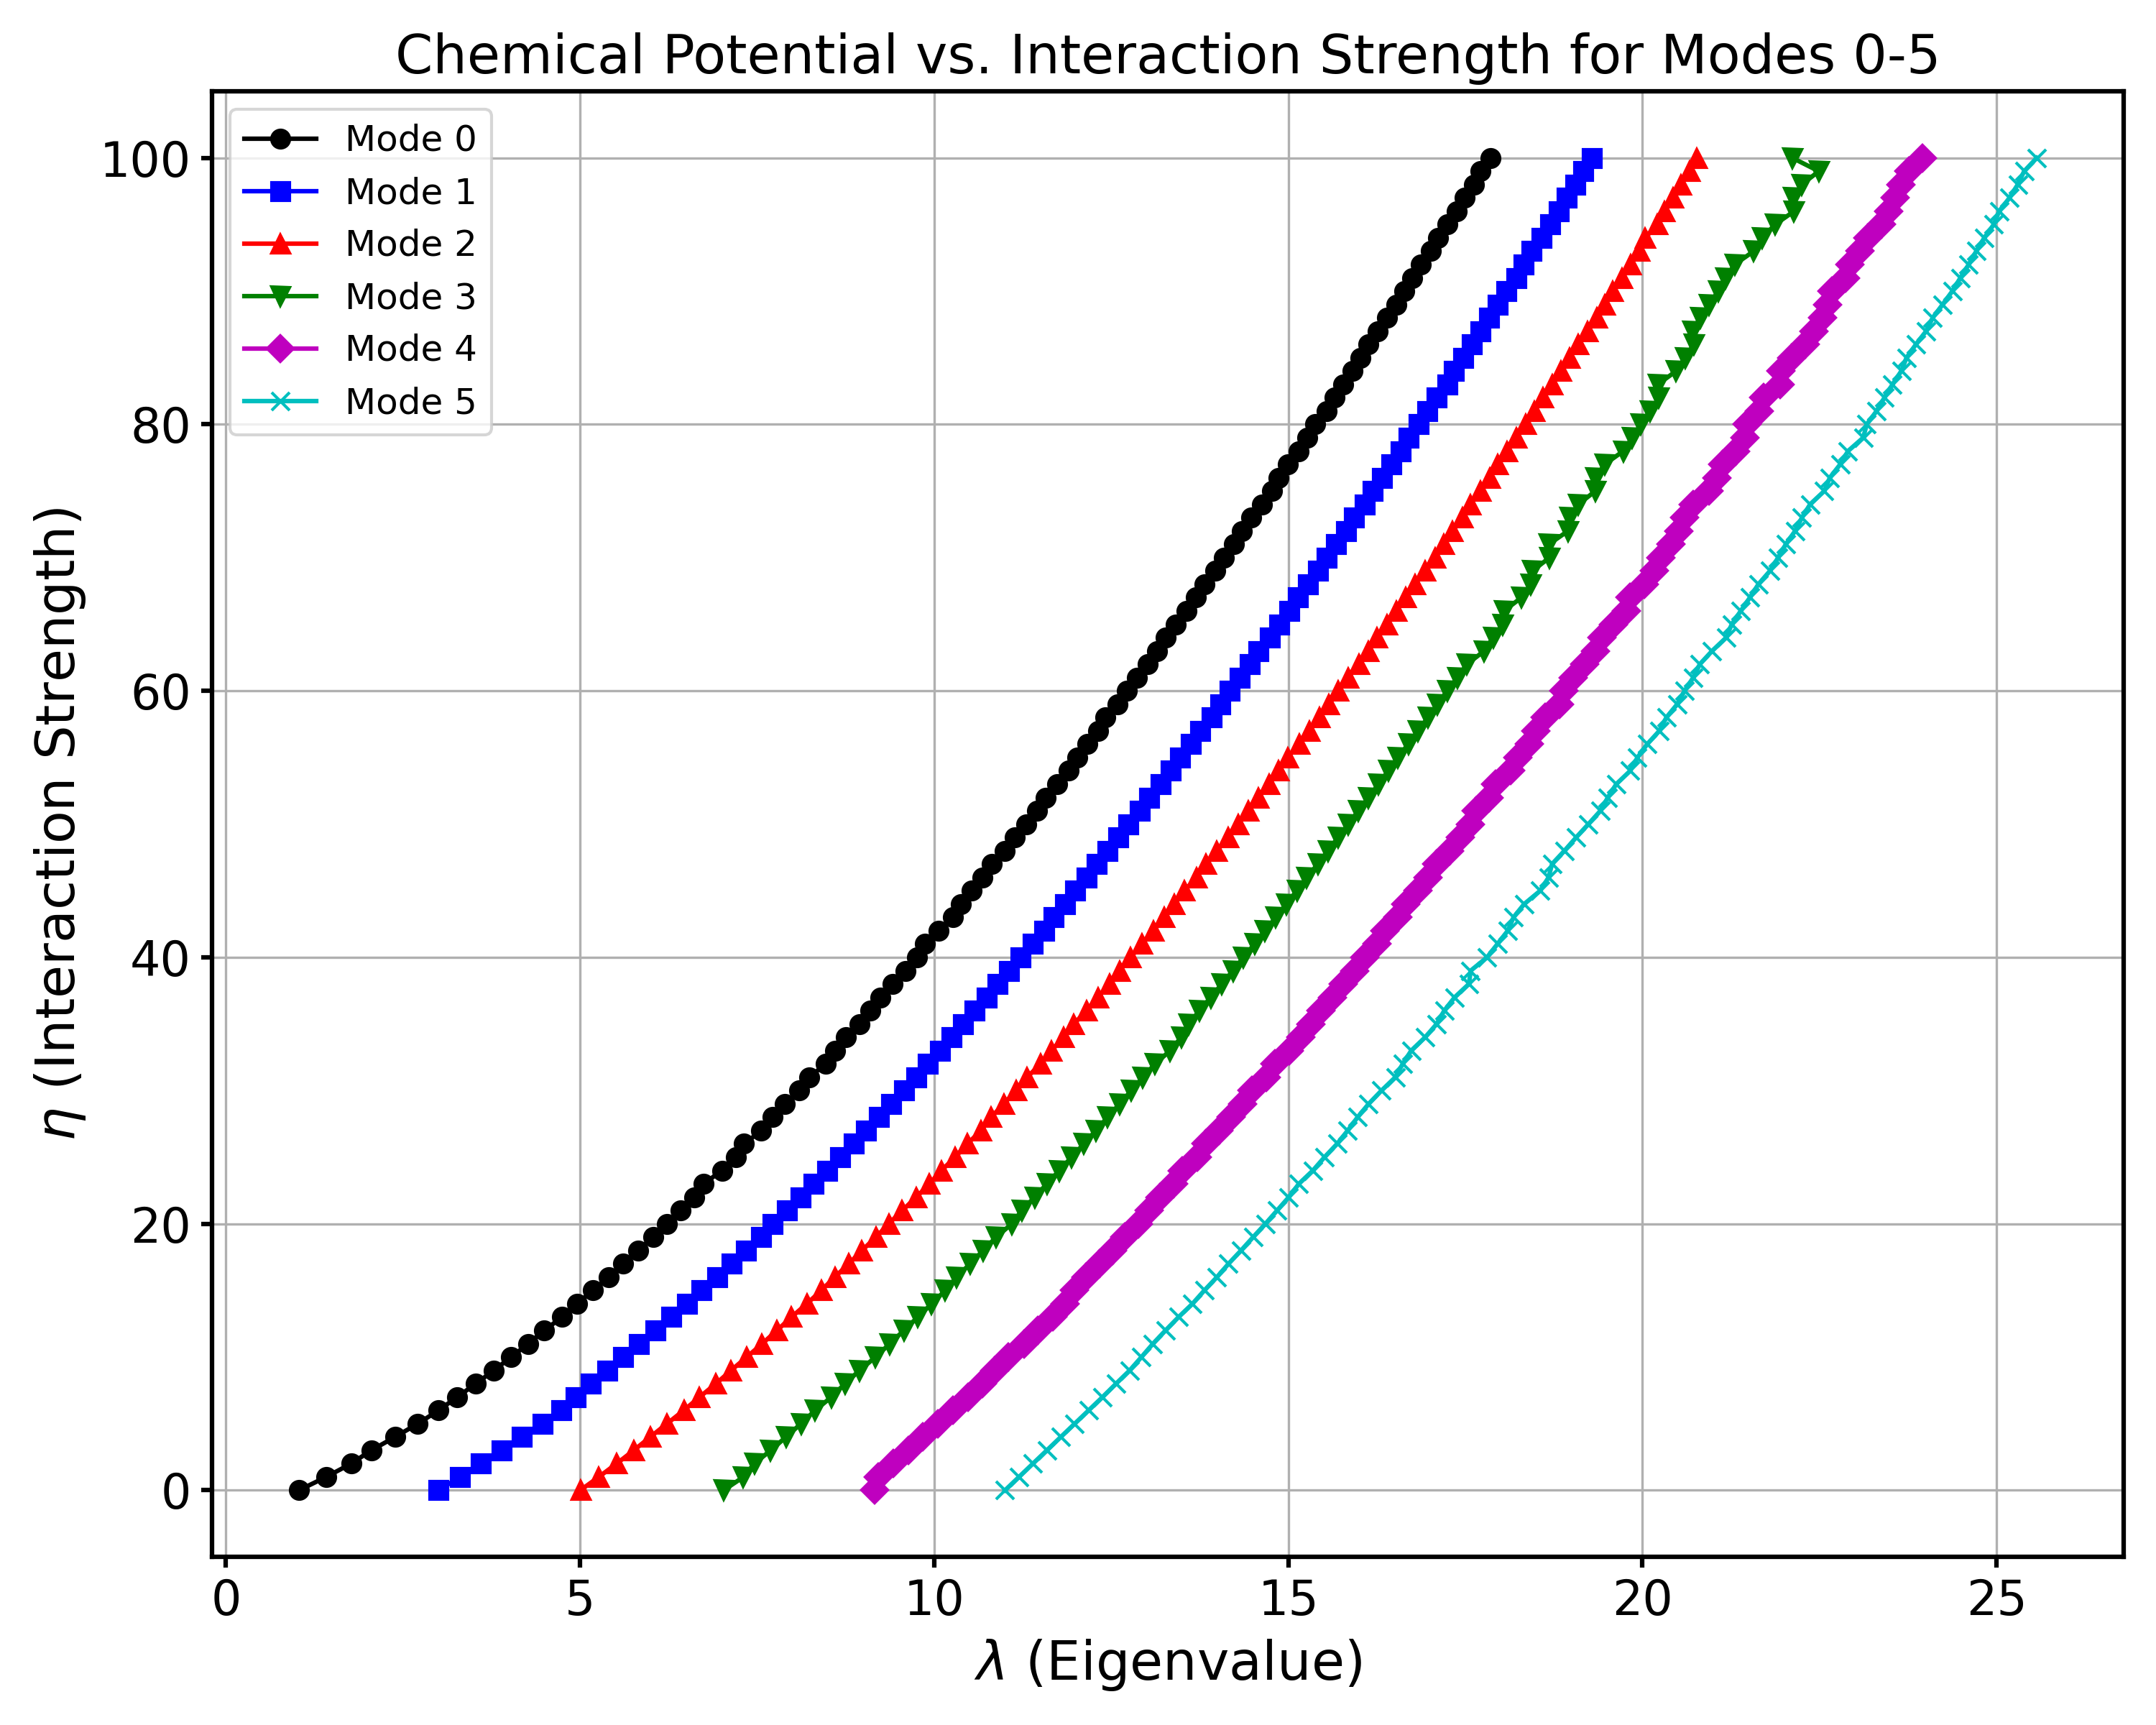 Chemical Potential vs. Interaction Strength for Modes 0-5
Mode 0
Mode 1
Mode 2
Mode 3
Mode 4
Mode 5
100
80
60
40
20
0
η (Interaction Strength)
0 5 10 15 20 25
λ (Eigenvalue)